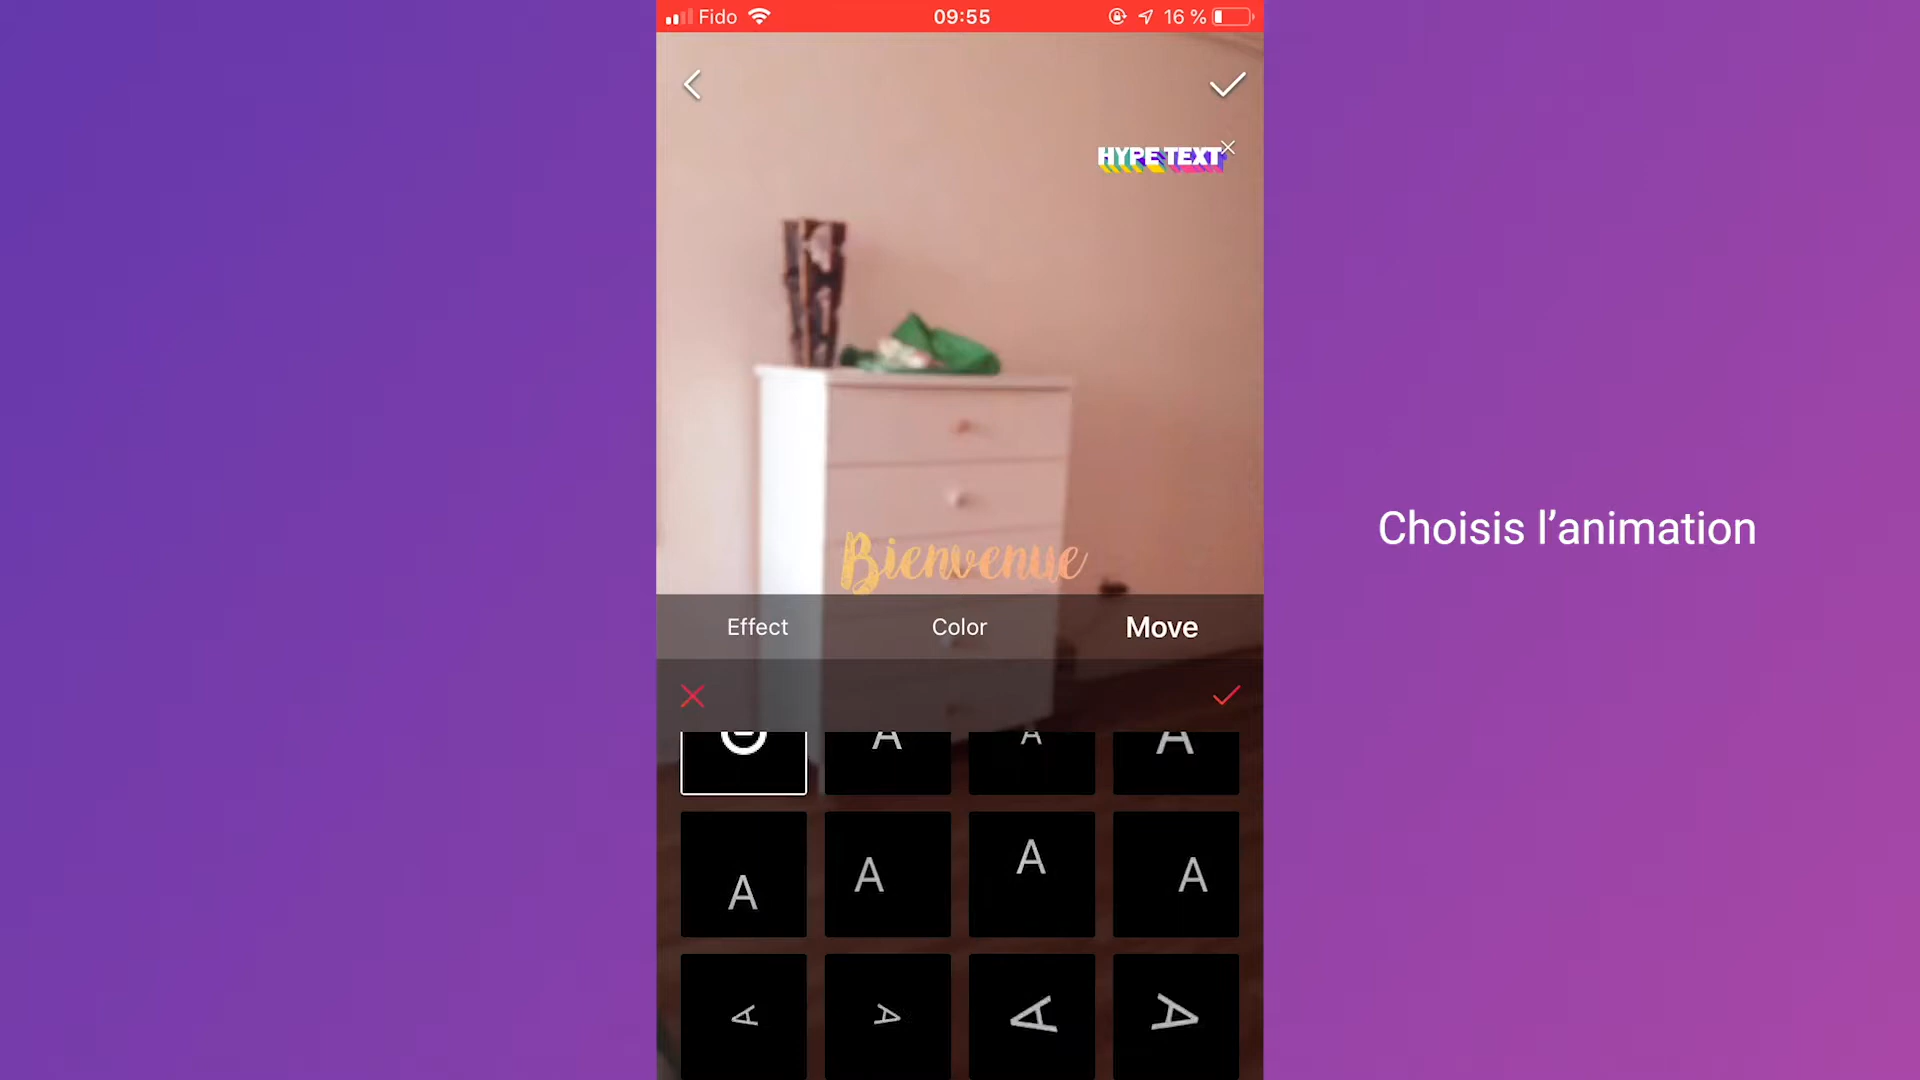 Fido 09:55 16 %
HYPE TEXT
Choisis l’animation
Bienvenue
Effect Color Move
A A A
A A A A
A A A A